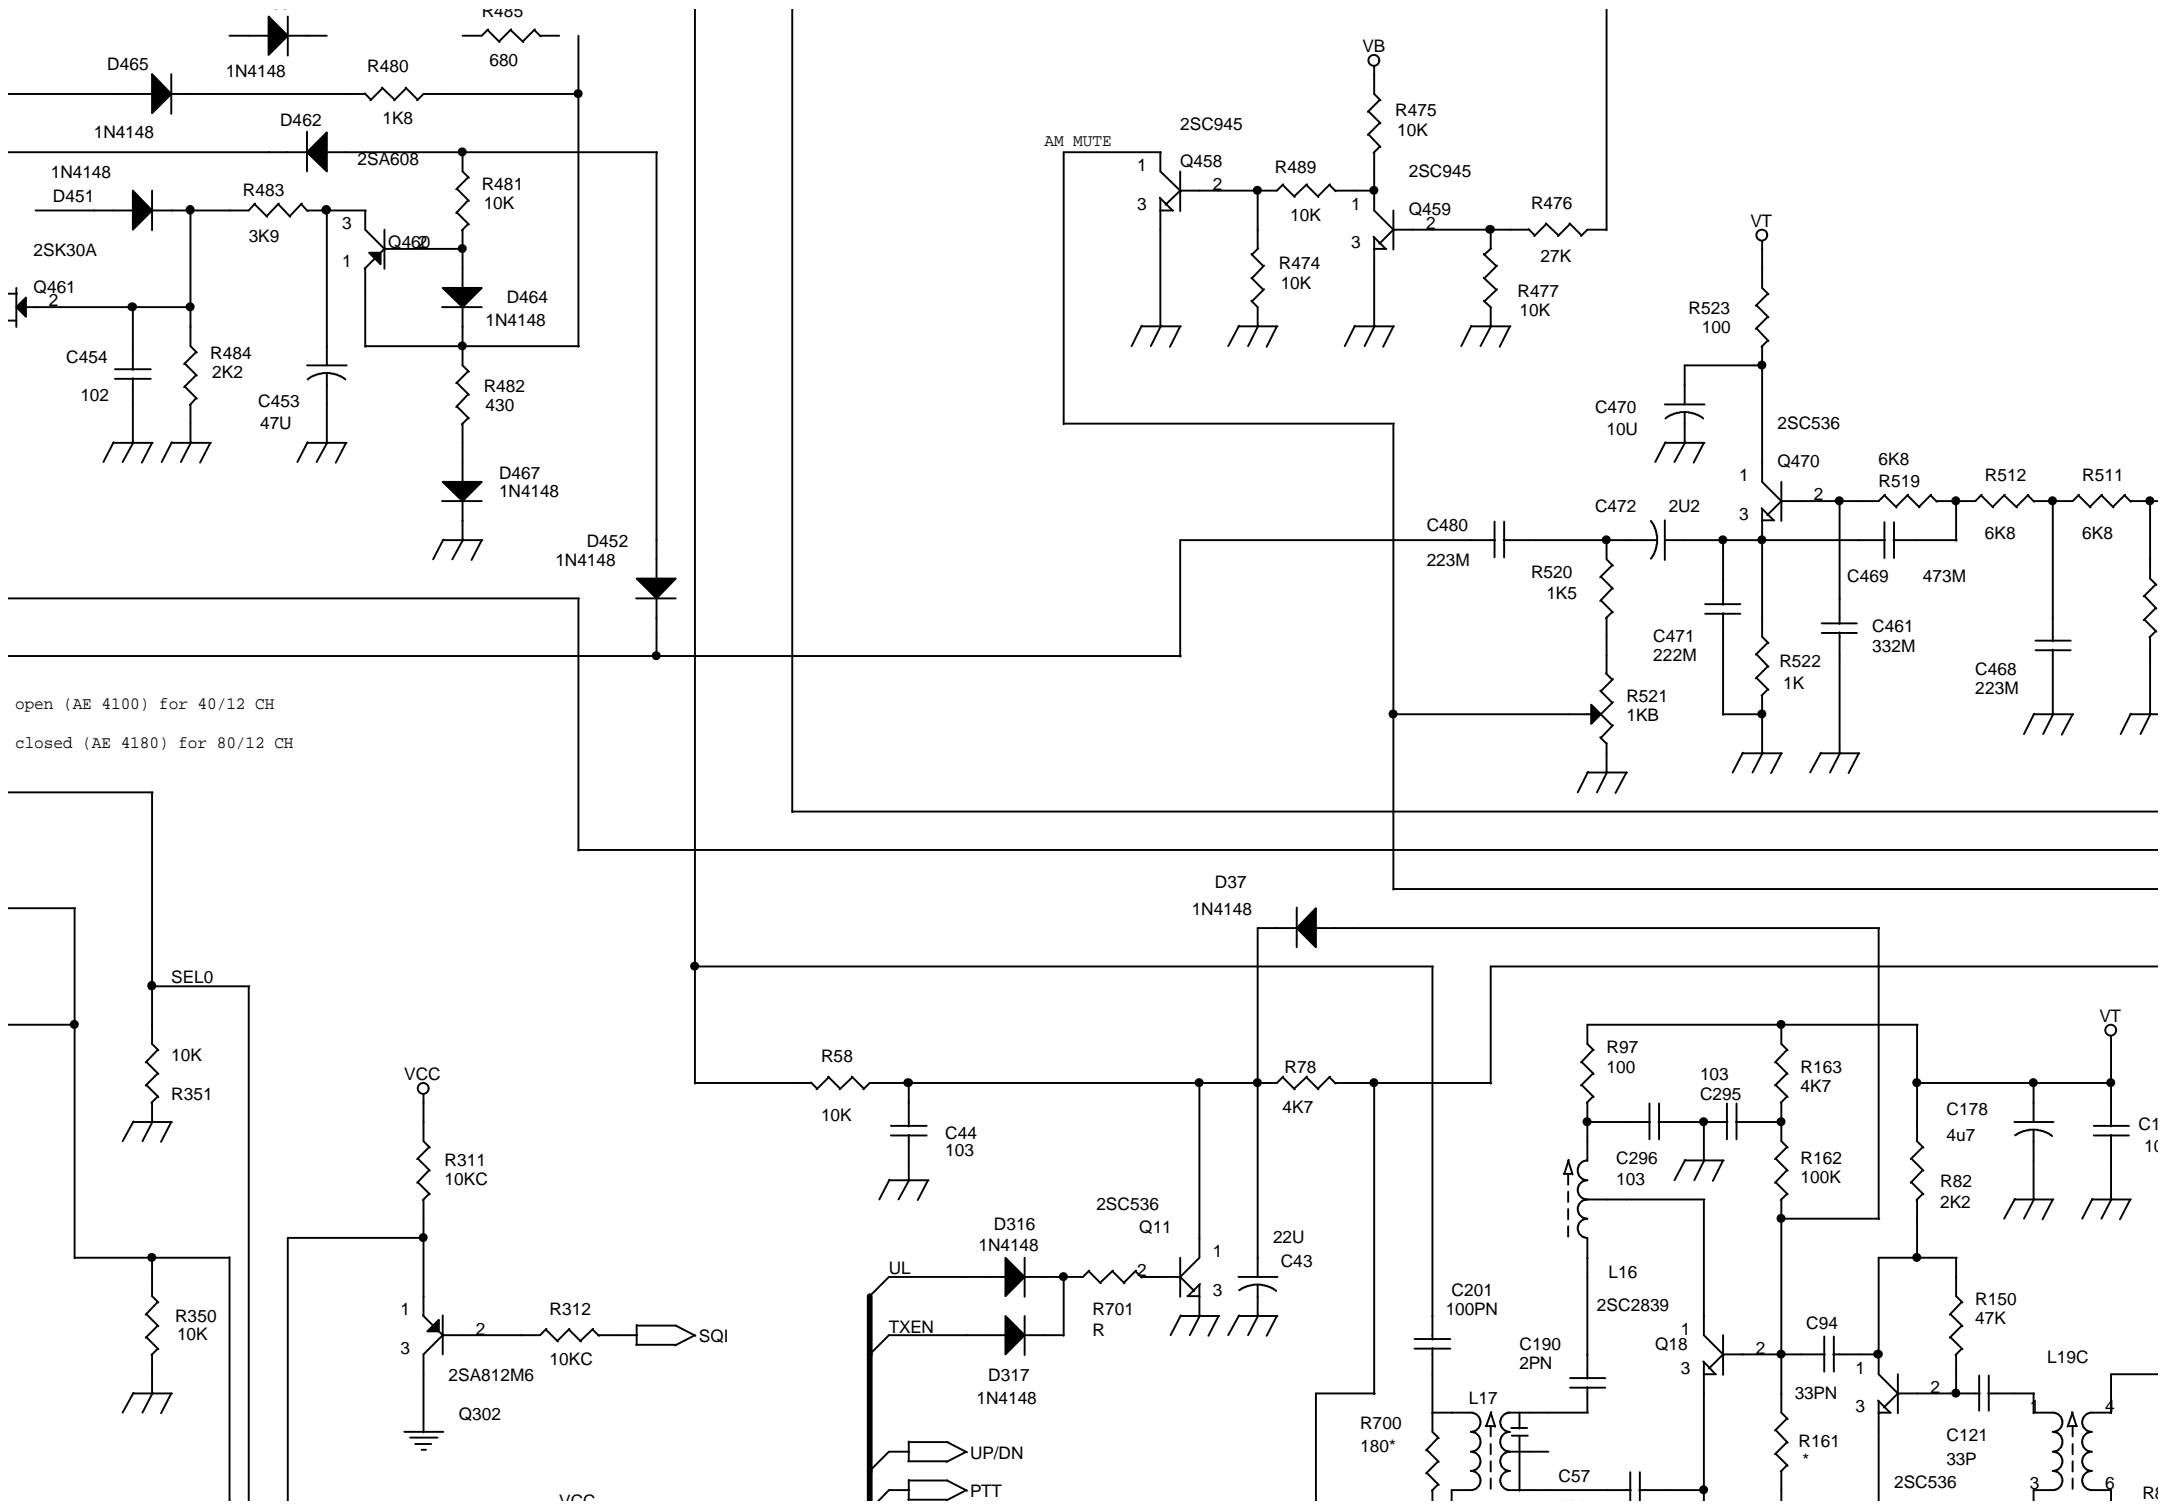 R485
680
D465
1N4148
R480
1K8
1N4148
D462
2SA608
1N4148
D451
R483
3K9
R481
10K
3
1
Q460
2
2SK30A
Q461
2
D464
1N4148
C454
102
R484
2K2
C453
47U
R482
430
D467
1N4148
D452
1N4148
VB
R475
10K
2SC945
AM MUTE
1
Q458
2
3
R489
10K
2SC945
1
Q459
2
3
R476
27K
R474
10K
R477
10K
VT
R523
100
C470
10U
2SC536
Q470
1
2
3
6K8
R519
R512
6K8
R511
6K8
C480
223M
C472
2U2
R520
1K5
C469
473M
C471
222M
R522
1K
C461
332M
C468
223M
R521
1KB
open (AE 4100) for 40/12 CH
closed (AE 4180) for 80/12 CH
D37
1N4148
SEL0
10K
R351
VCC
R311
10KC
R350
10K
1
3
2
R312
10KC
SQI
2SA812M6
Q302
VCC
R58
10K
C44
103
R78
4K7
2SC536
Q11
D316
1N4148
UL
2
1
3
22U
C43
TXEN
R701
R
D317
1N4148
UP/DN
PTT
R97
100
103
C295
R163
4K7
C296
103
R162
100K
VT
C178
4u7
R82
2K2
L16
2SC2839
C201
100PN
C190
2PN
1
Q18
3
2
C94
33PN
R150
47K
1
2
3
L19C
1
4
3
6
L17
R700
180*
R161
*
C121
33P
2SC536
C57